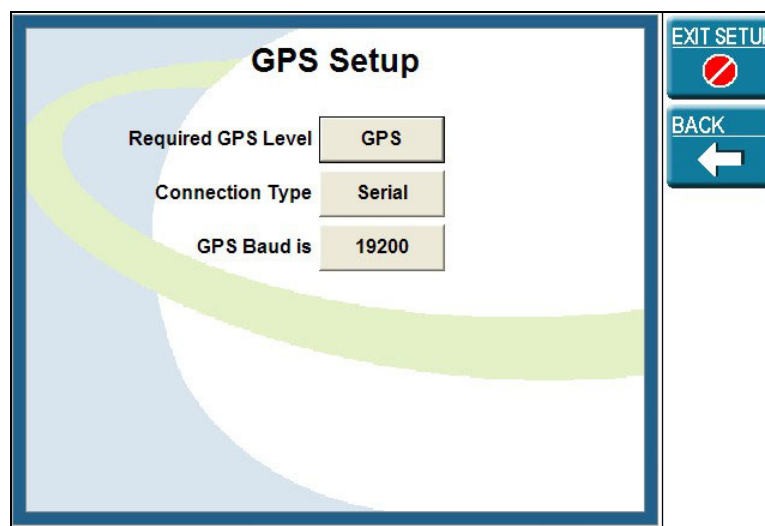 GPS Setup
Required GPS Level GPS
Connection Type Serial
GPS Baud is 19200
EXIT SETU
BACK